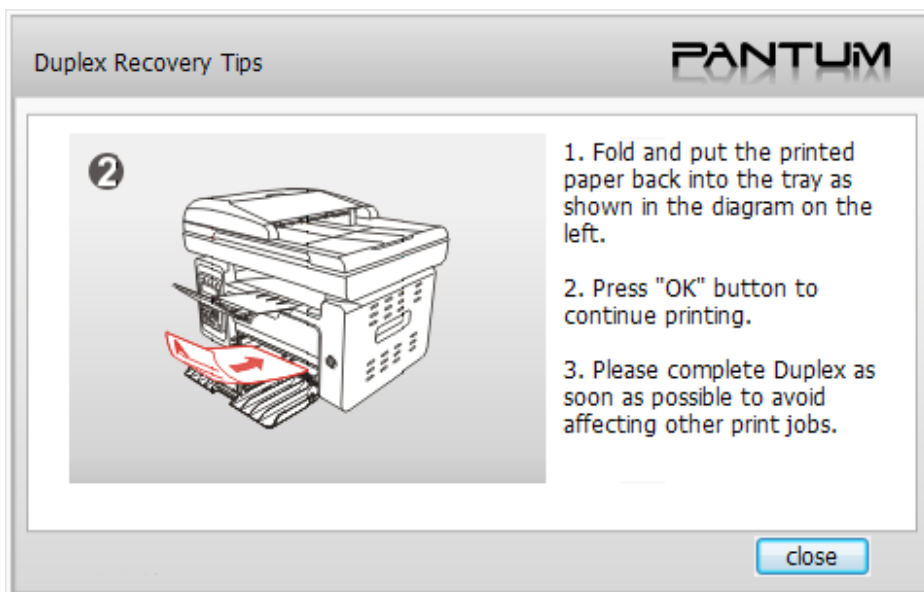 Duplex Recovery Tips
PANTUM
2
1. Fold and put the printed
paper back into the tray as
shown in the diagram on the
left.
2. Press "OK" button to
continue printing.
3. Please complete Duplex as
soon as possible to avoid
affecting other print jobs.
close